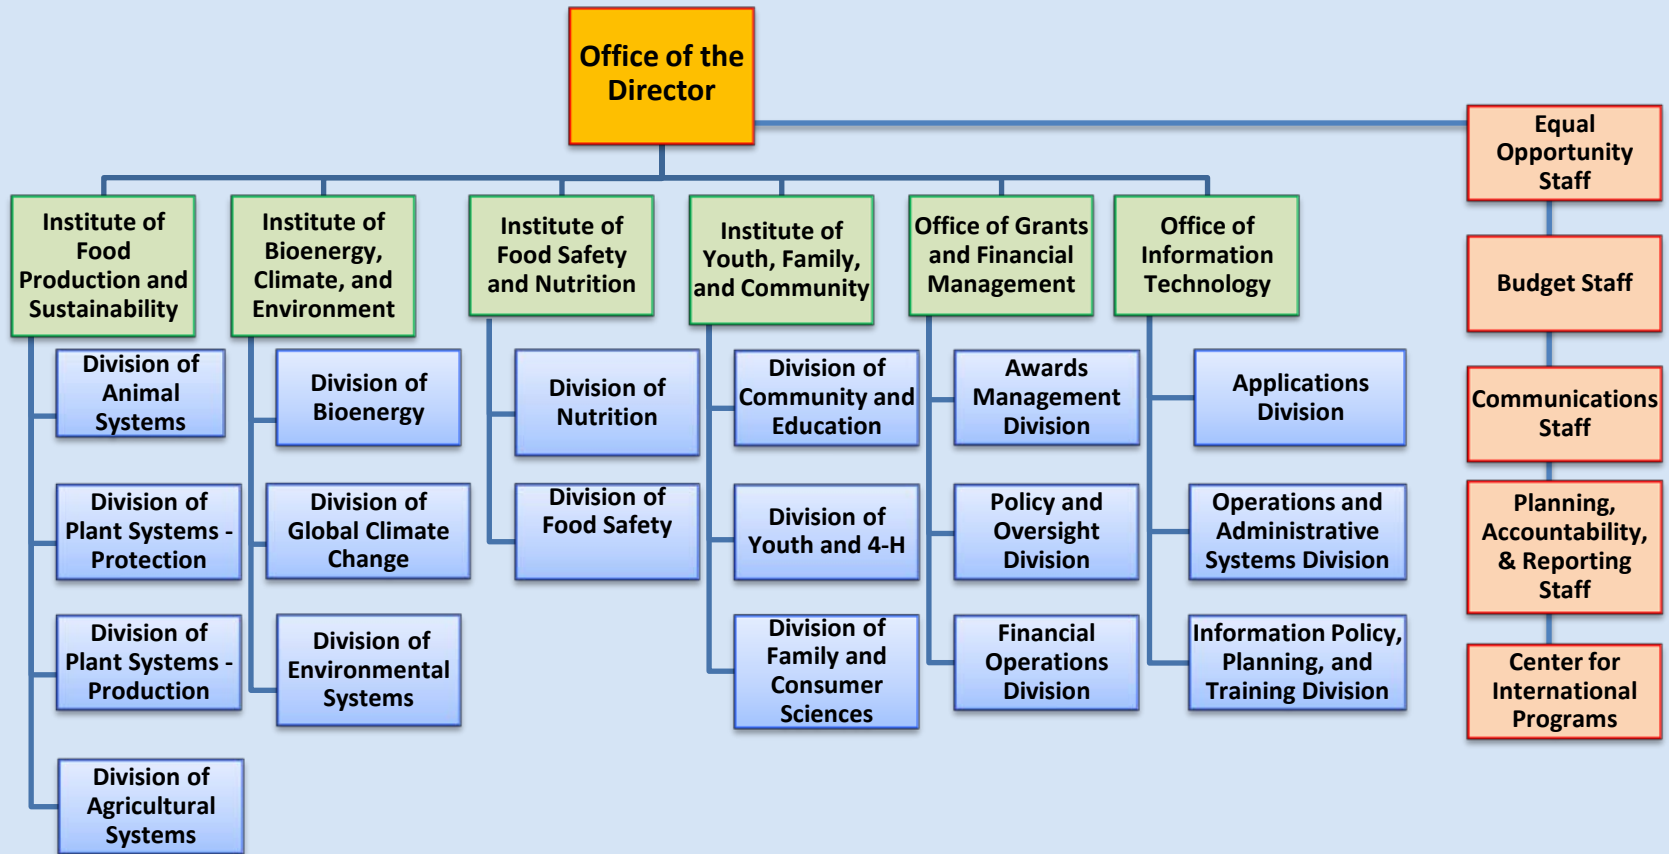 Office of the
Director
Equal
Opportunity
Staff
Budget Staff
Communications
Staff
Planning,
Accountability,
& Reporting
Staff
Center for
International
Programs
Institute of
Food
Production and
Sustainability
Division of
Animal
Systems
Division of
Plant Systems -
Protection
Division of
Plant Systems -
Production
Division of
Agricultural
Systems
Institute of
Bioenergy,
Climate, and
Environment
Division of
Bioenergy
Division of
Global Climate
Change
Division of
Environmental
Systems
Institute of
Food Safety
and Nutrition
Division of
Nutrition
Division of
Food Safety
Institute of
Youth, Family,
and Community
Division of
Community and
Education
Division of
Youth and 4-H
Division of
Family and
Consumer
Sciences
Office of Grants
and Financial
Management
Awards
Management
Division
Policy and
Oversight
Division
Financial
Operations
Division
Office of
Information
Technology
Applications
Division
Operations and
Administrative
Systems Division
Information Policy,
Planning, and
Training Division